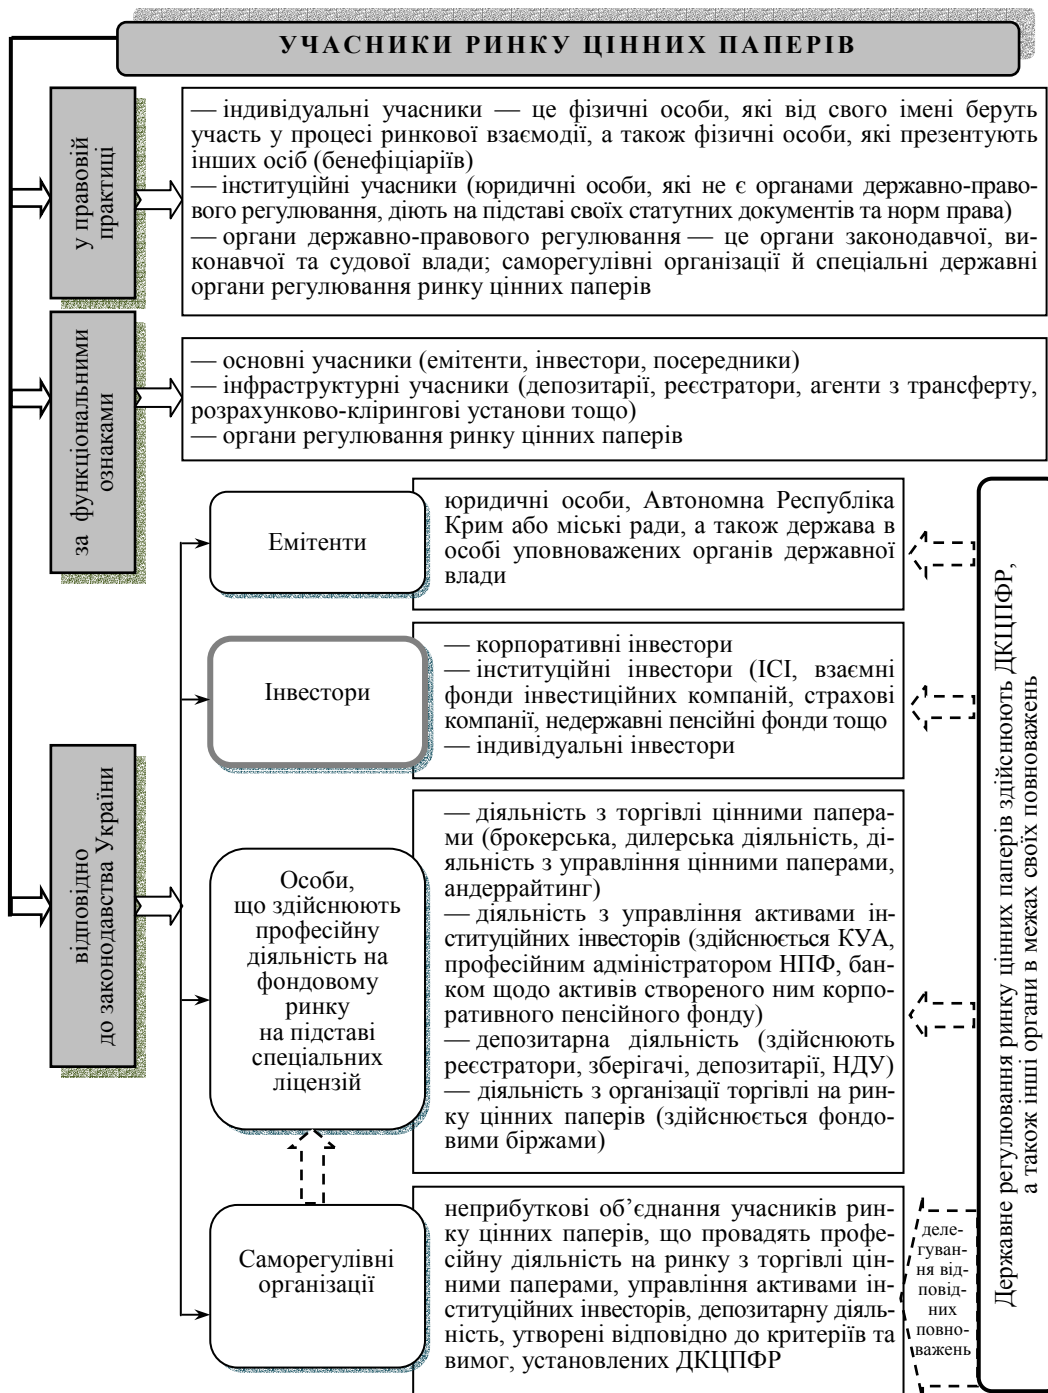 УЧАСНИКИ РИНКУ ЦІННИХ ПАПЕРІВ
у правовій
практиці
— індивідуальні учасники — це фізичні особи, які від свого імені беруть
участь у процесі ринкової взаємодії, а також фізичні особи, які презентують
інших осіб (бенефіціаріїв)
— інституційні учасники (юридичні особи, які не є органами державно-право-
вого регулювання, діють на підставі своїх статутних документів та норм права)
— органи державно-правового регулювання — це органи законодавчої, ви-
конавчої та судової влади; саморегулівні організації й спеціальні державні
органи регулювання ринку цінних паперів
за функціональними
ознаками
— основні учасники (емітенти, інвестори, посередники)
— інфраструктурні учасники (депозитарії, реєстратори, агенти з трансферту,
розрахунково-клірингові установи тощо)
— органи регулювання ринку цінних паперів
відповідно
до законодавства України
Емітенти
юридичні особи, Автономна Республіка
Крим або міські ради, а також держава в
особі уповноважених органів державної
влади
Інвестори
— корпоративні інвестори
— інституційні інвестори (ІСІ, взаємні
фонди інвестиційних компаній, страхові
компанії, недержавні пенсійні фонди тощо
— індивідуальні інвестори
Особи,
що здійснюють
професійну
діяльність на
фондовому
ринку
на підставі
спеціальних
ліцензій
— діяльність з торгівлі цінними папера-
ми (брокерська, дилерська діяльність, ді-
яльність з управління цінними паперами,
андеррайтинг)
— діяльність з управління активами ін-
ституційних інвесторів (здійснюється КУА,
професійним адміністратором НПФ, бан-
ком щодо активів створеного ним корпо-
ративного пенсійного фонду)
— депозитарна діяльність (здійснюють
реєстратори, зберігачі, депозитарії, НДУ)
— діяльність з організації торгівлі на рин-
ку цінних паперів (здійснюється фондо-
вими біржами)
Саморегулівні
організації
неприбуткові об’єднання учасників рин-
ку цінних паперів, що провадять профе-
сійну діяльність на ринку з торгівлі цін-
ними паперами, управління активами ін-
ституційних інвесторів, депозитарну діяль-
ність, утворені відповідно до критеріїв та
вимог, установлених ДКЦПФР
деле-
гуван-
ня від-
повід-
них
повно-
важень
Державне регулювання ринку цінних паперів здійснюють ДКЦПФР,
а також інші органи в межах своїх повноважень